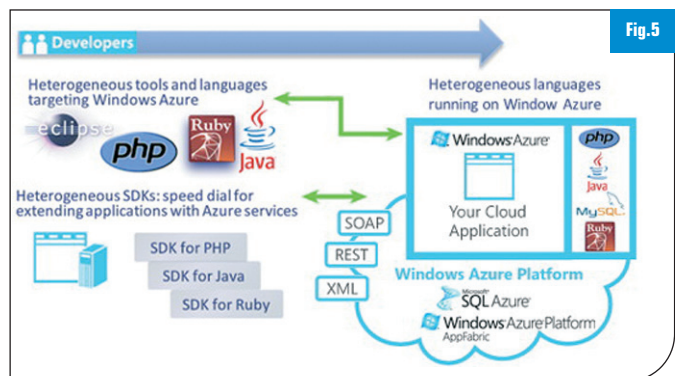 Fig.5
Developers
Heterogeneous tools and languages
targeting Windows Azure
eclipse
php
Ruby
Java
Heterogeneous SDKs: speed dial for
extending applications with Azure services
SDK for PHP
SDK for Java
SDK for Ruby
Heterogeneous languages
running on Window Azure
Windows Azure
Your Cloud
Application
php
Java
MySQL
Ruby
SOAP
REST
XML
Windows Azure Platform
Microsoft
SQL Azure
Windows Azure Platform
AppFabric